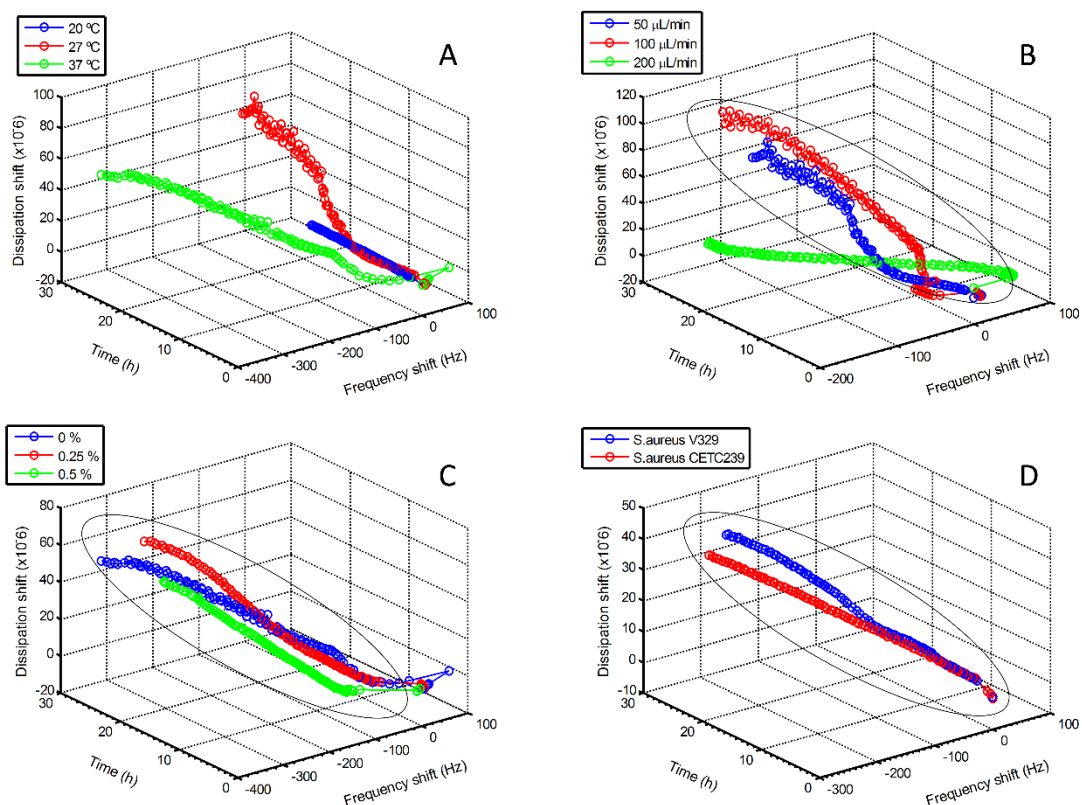 20 ºC
27 ºC
37 ºC
A
Dissipation shift (x10^6)
100
80
60
40
20
0
-20
30
20
10
0
Time (h)
-400
-300
-200
-100
0
100
Frequency shift (Hz)
50 µL/min
100 µL/min
200 µL/min
B
Dissipation shift (x10^6)
120
100
80
60
40
20
0
-20
30
20
10
0
Time (h)
-200
-100
0
100
Frequency shift (Hz)
0 %
0.25 %
0.5 %
C
Dissipation shift (x10^6)
80
60
40
20
0
-20
30
20
10
0
Time (h)
-400
-300
-200
-100
0
100
Frequency shift (Hz)
S.aureus V329
S.aureus CETC239
D
Dissipation shift (x10^6)
50
40
30
20
10
0
-10
30
20
10
0
Time (h)
-300
-200
-100
0
100
Frequency shift (Hz)